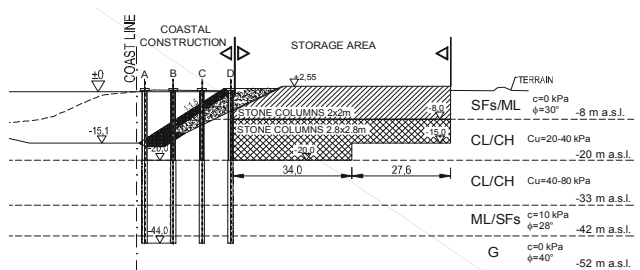 COAST LINE
COASTAL
CONSTRUCTION
STORAGE AREA
A B C D
±0
±2,55
TERRAIN
1:1,5
STONE COLUMNS 2x2m
-8,0
STONE COLUMNS 2.8x2.8m
-15,0
-15,1
-20,0
-20,0
34,0
27,6
-44,0
SFs/ML c=0 kPa
ϕ=30°
-8 m a.s.l.
CL/CH Cu=20-40 kPa
-20 m a.s.l.
CL/CH Cu=40-80 kPa
-33 m a.s.l.
ML/SFs c=10 kPa
ϕ=28°
-42 m a.s.l.
G c=0 kPa
ϕ=40°
-52 m a.s.l.